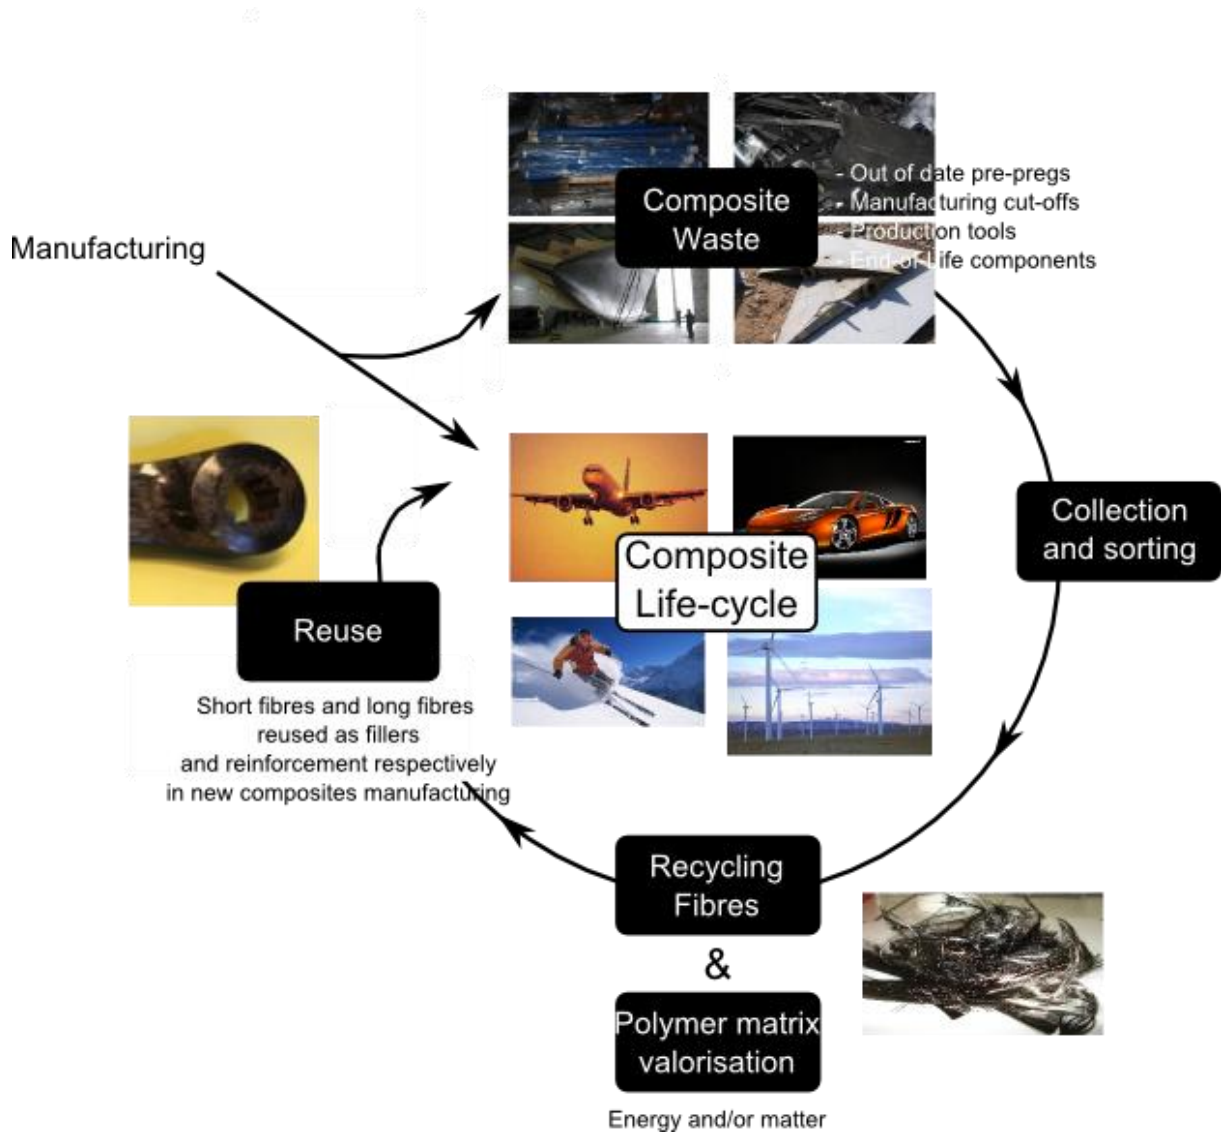 Composite
Waste
- Out of date pre-pregs
- Manufacturing cut-offs
- Production tools
- End-of Life components
Manufacturing
Collection
and sorting
Composite
Life-cycle
Reuse
Short fibres and long fibres
reused as fillers
and reinforcement respectively
in new composites manufacturing
Recycling
Fibres
&
Polymer matrix
valorisation
Energy and/or matter